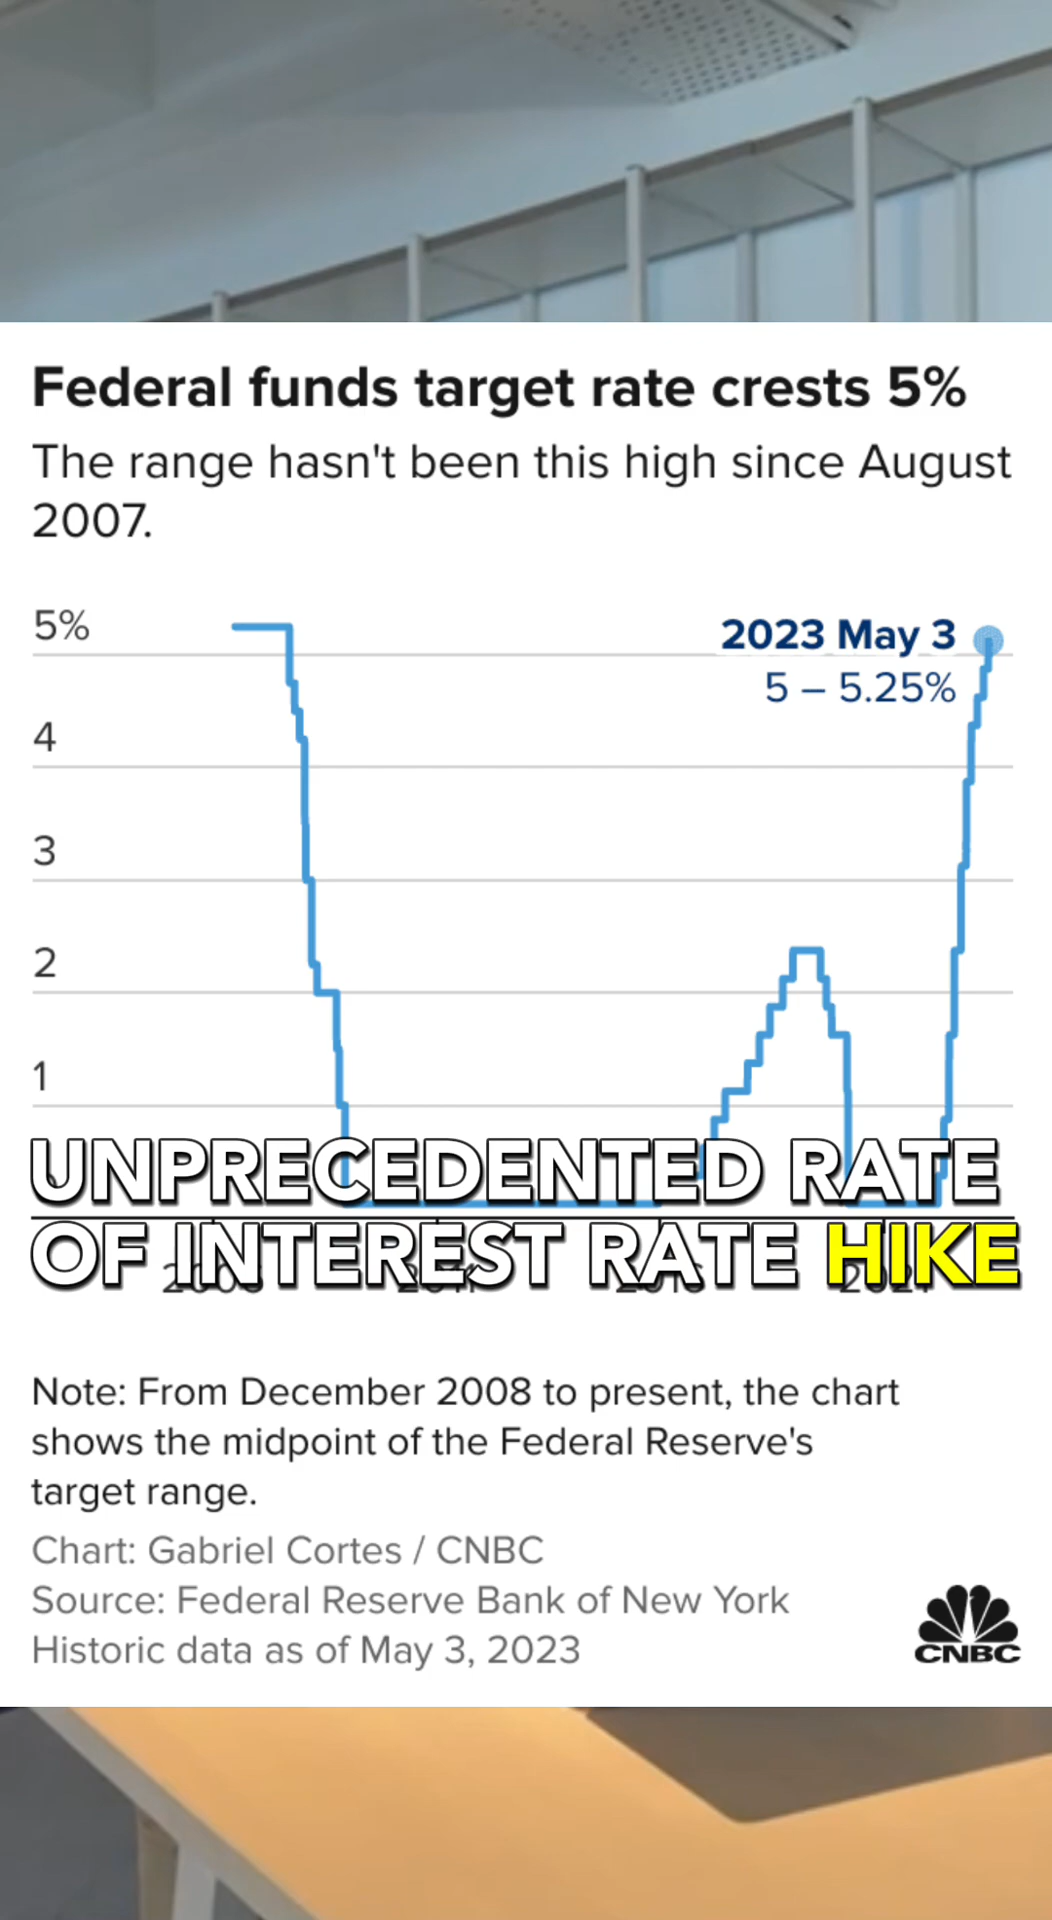 Federal funds target rate crests 5%
The range hasn't been this high since August
2007.
5%
2023 May 3
5 – 5.25%
4
3
2
1
UNPRECEDENTED RATE
OF INTEREST RATE HIKE
Note: From December 2008 to present, the chart
shows the midpoint of the Federal Reserve's
target range.
Chart: Gabriel Cortes / CNBC
Source: Federal Reserve Bank of New York
Historic data as of May 3, 2023
CNBC